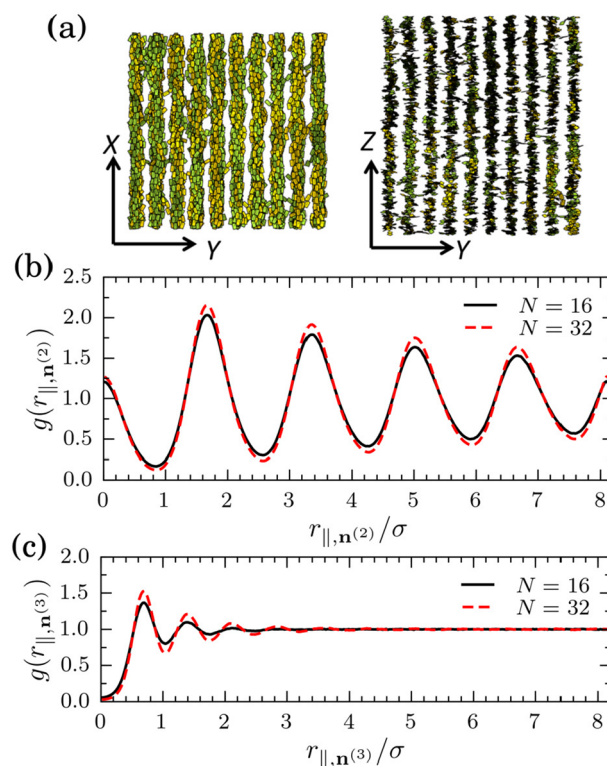 (a)
X
Y
Z
Y
(b)
g(r∥,n(2))
2.5
2.0
1.5
1.0
0.5
0.0
N = 16
N = 32
0 1 2 3 4 5 6 7 8
r∥,n(2)/σ
(c)
g(r∥,n(3))
2.0
1.5
1.0
0.5
0.0
N = 16
N = 32
0 1 2 3 4 5 6 7 8
r∥,n(3)/σ